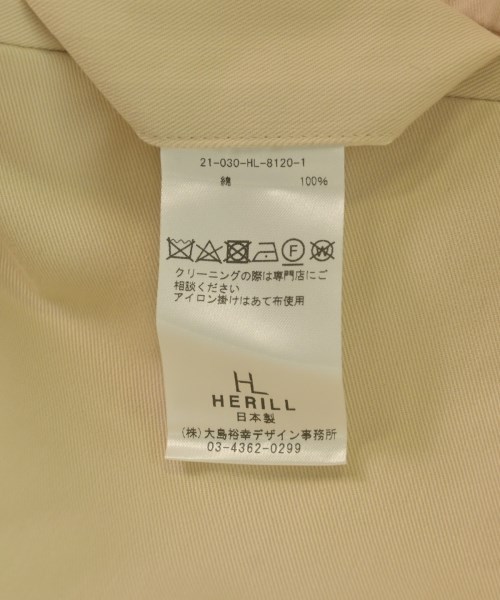 21-030-HL-8120-1
綿 100%
F W
クリーニングの際は専門店にご
相談ください
アイロン掛けはあて布使用
HL
HERILL
日本製
(株)大島裕幸デザイン事務所
03-4362-0299